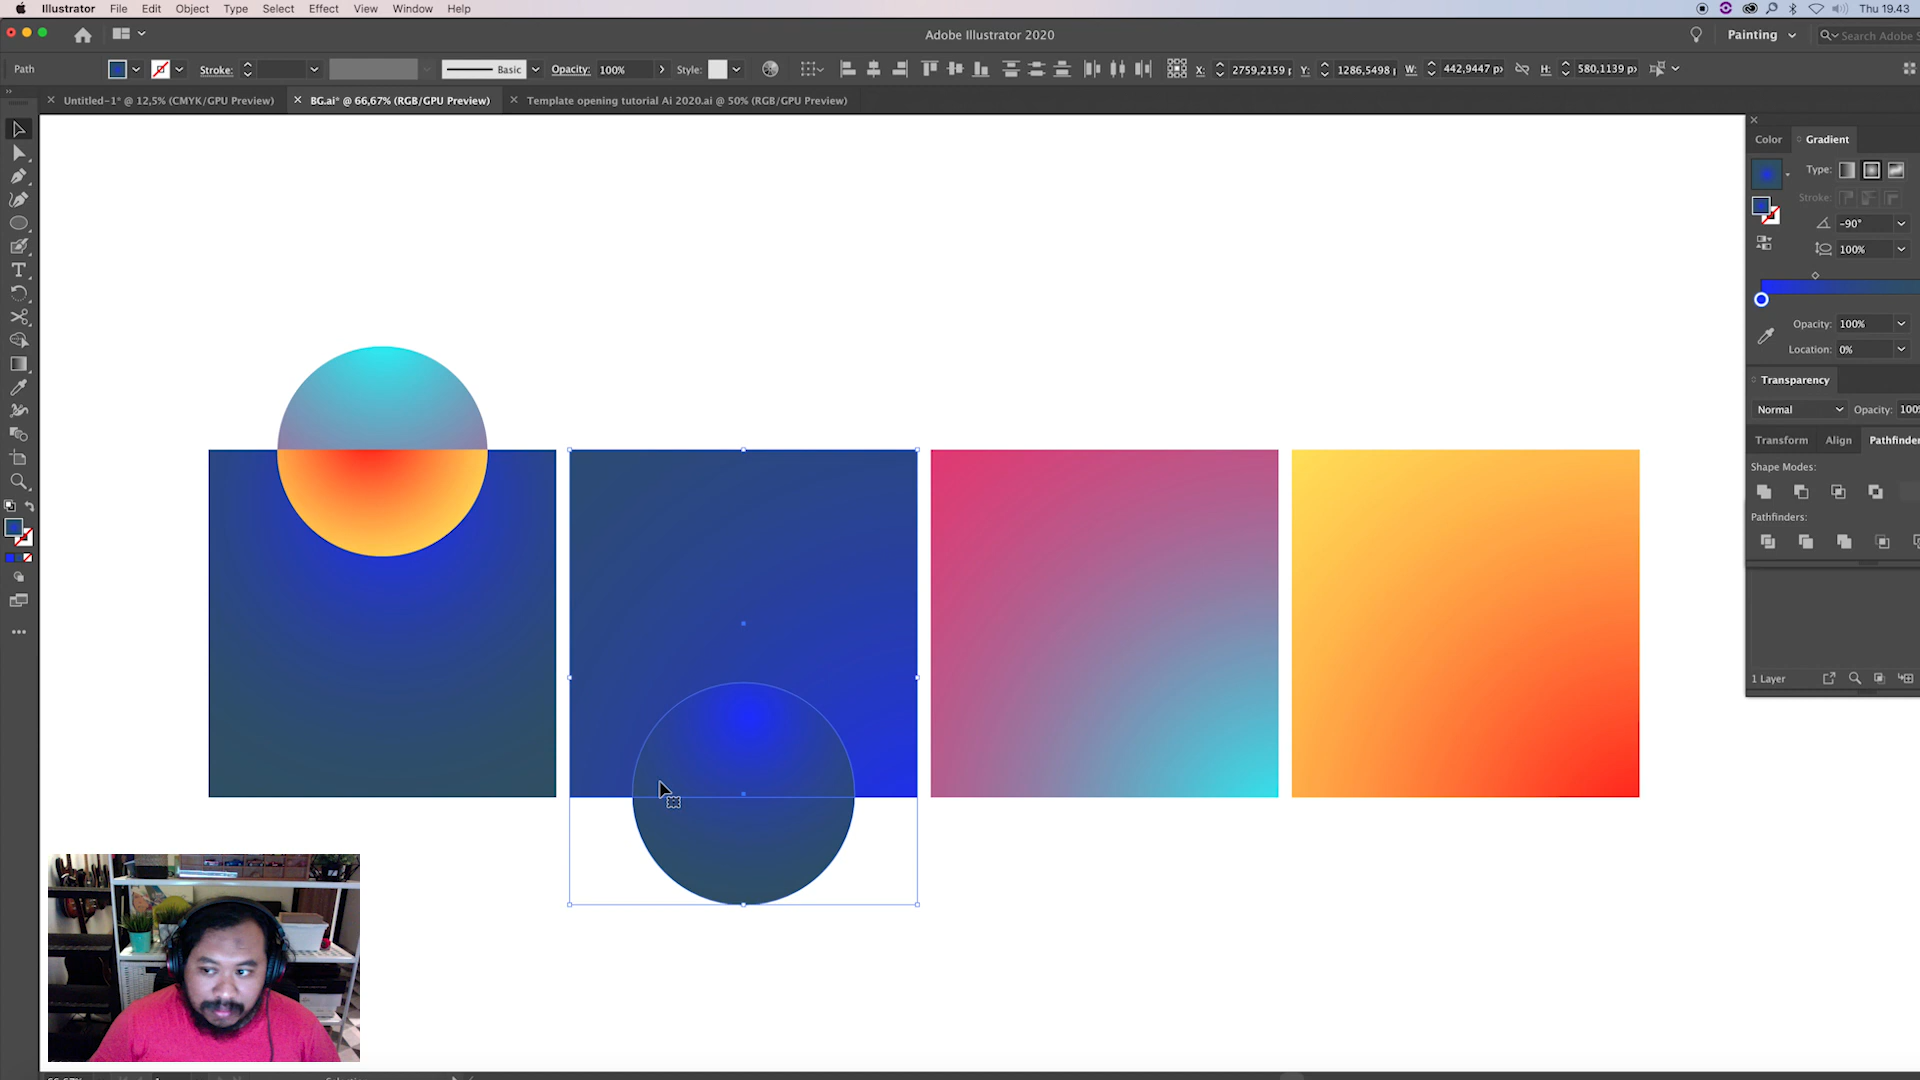 Illustrator File Edit Object Type Select Effect View Window Help Thu 19.43
Adobe Illustrator 2020 Painting Search Adobe S
Path Stroke: Basic Opacity: 100% Style: X: 2759,2159 p Y: 1286,5498 p W: 442,9447 px H: 580,1139 px
Untitled-1* @ 12,5% (CMYK/GPU Preview) BG.ai* @ 66,67% (RGB/GPU Preview) Template opening tutorial Ai 2020.ai @ 50% (RGB/GPU Preview)
Color Gradient
Type:
Stroke:
-90°
100%
Opacity: 100%
Location: 0%
Transparency
Normal Opacity: 100%
Transform Align Pathfinder
Shape Modes:
Pathfinders:
1 Layer